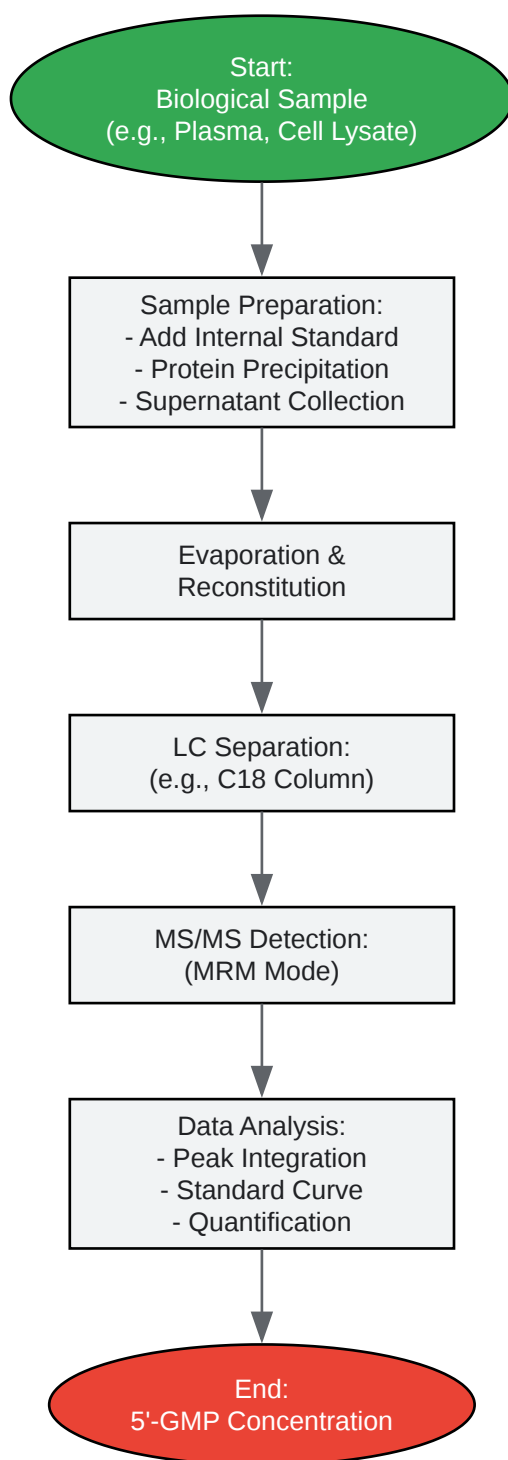 Start:
Biological Sample
(e.g., Plasma, Cell Lysate)
Sample Preparation:
- Add Internal Standard
- Protein Precipitation
- Supernatant Collection
Evaporation &
Reconstitution
LC Separation:
(e.g., C18 Column)
MS/MS Detection:
(MRM Mode)
Data Analysis:
- Peak Integration
- Standard Curve
- Quantification
End:
5'-GMP Concentration